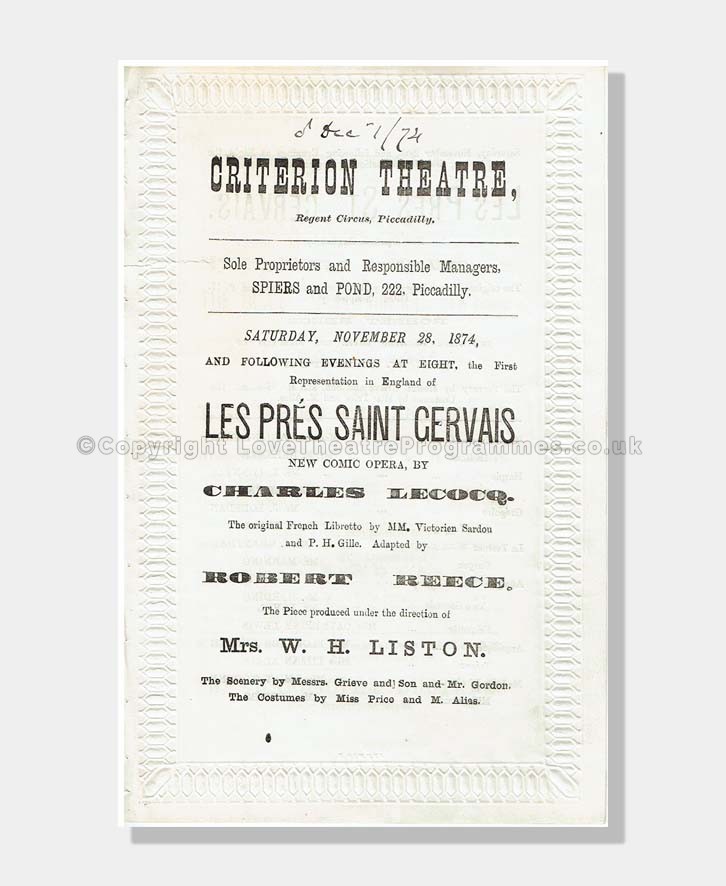 Dec 1/74
CRITERION THEATRE,
Regent Circus, Piccadilly.
Sole Proprietors and Responsible Managers,
SPIERS and POND, 222, Piccadilly.
SATURDAY, NOVEMBER 28, 1874,
AND FOLLOWING EVENINGS AT EIGHT, the First
Representation in England of
LES PRÉS SAINT GERVAIS
©Copyright LoveTheatreProgrammes.co.uk
NEW COMIC OPERA, BY
CHARLES LECOCQ.
The original French Libretto by MM. Victorien Sardou
and P. H. Gille. Adapted by
ROBERT REECE.
The Piece produced under the direction of
Mrs. W. H. LISTON.
The Scenery by Messrs. Grieve and Son and Mr. Gordon.
The Costumes by Miss Price and M. Alias.